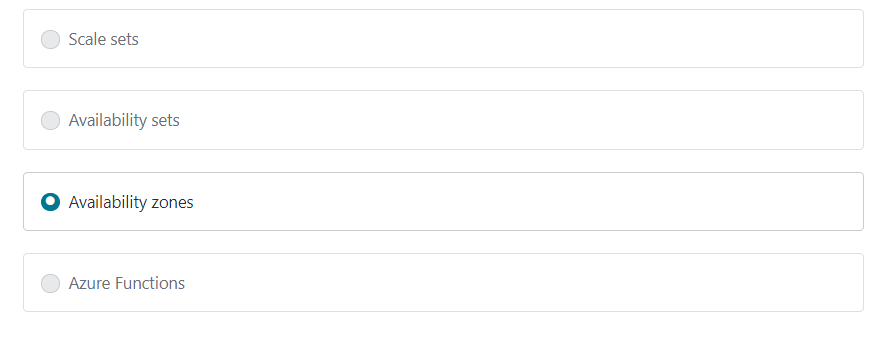 Scale sets
Availability sets
Availability zones
Azure Functions